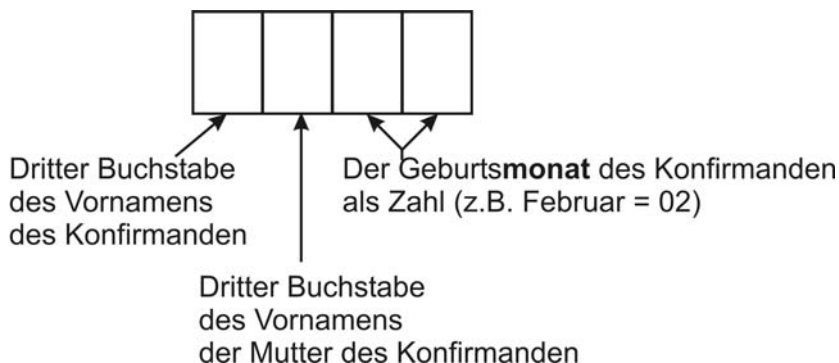 Dritter Buchstabe
des Vornamens
des Konfirmanden
Der Geburtsmonat des Konfirmanden
als Zahl (z.B. Februar = 02)
Dritter Buchstabe
des Vornamens
der Mutter des Konfirmanden